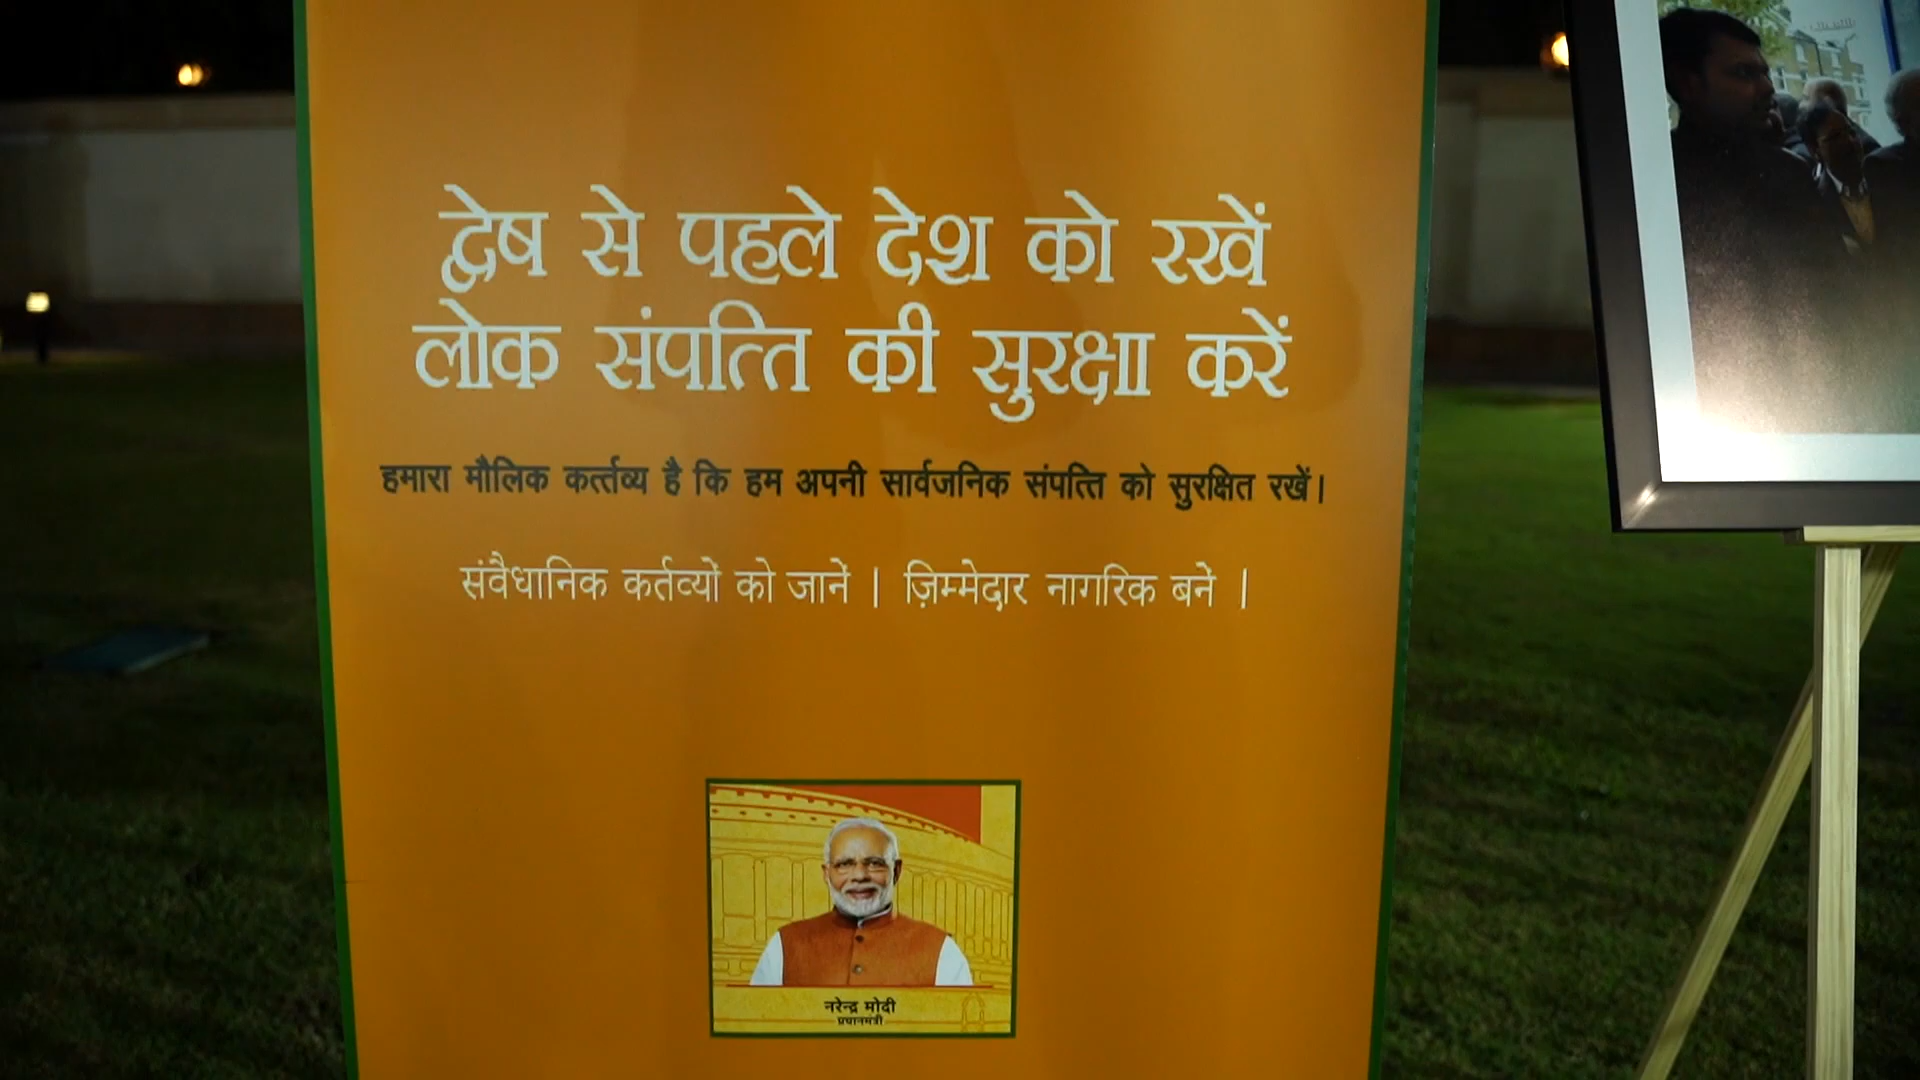 द्वेष से पहले देश को रखें
लोक संपत्ति की सुरक्षा करें
हमारा मौलिक कर्त्तव्य है कि हम अपनी सार्वजनिक संपत्ति को सुरक्षित रखें।
संवैधानिक कर्तव्यों को जानें | ज़िम्मेदार नागरिक बनें |
नरेन्द्र मोदी
प्रधानमंत्री